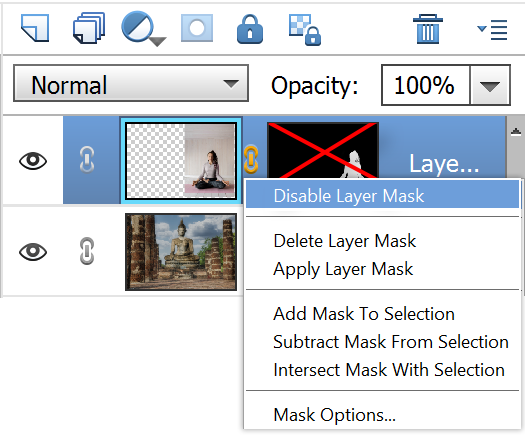 Normal
Opacity: 100%
Laye...
Disable Layer Mask
Delete Layer Mask
Apply Layer Mask
Add Mask To Selection
Subtract Mask From Selection
Intersect Mask With Selection
Mask Options...